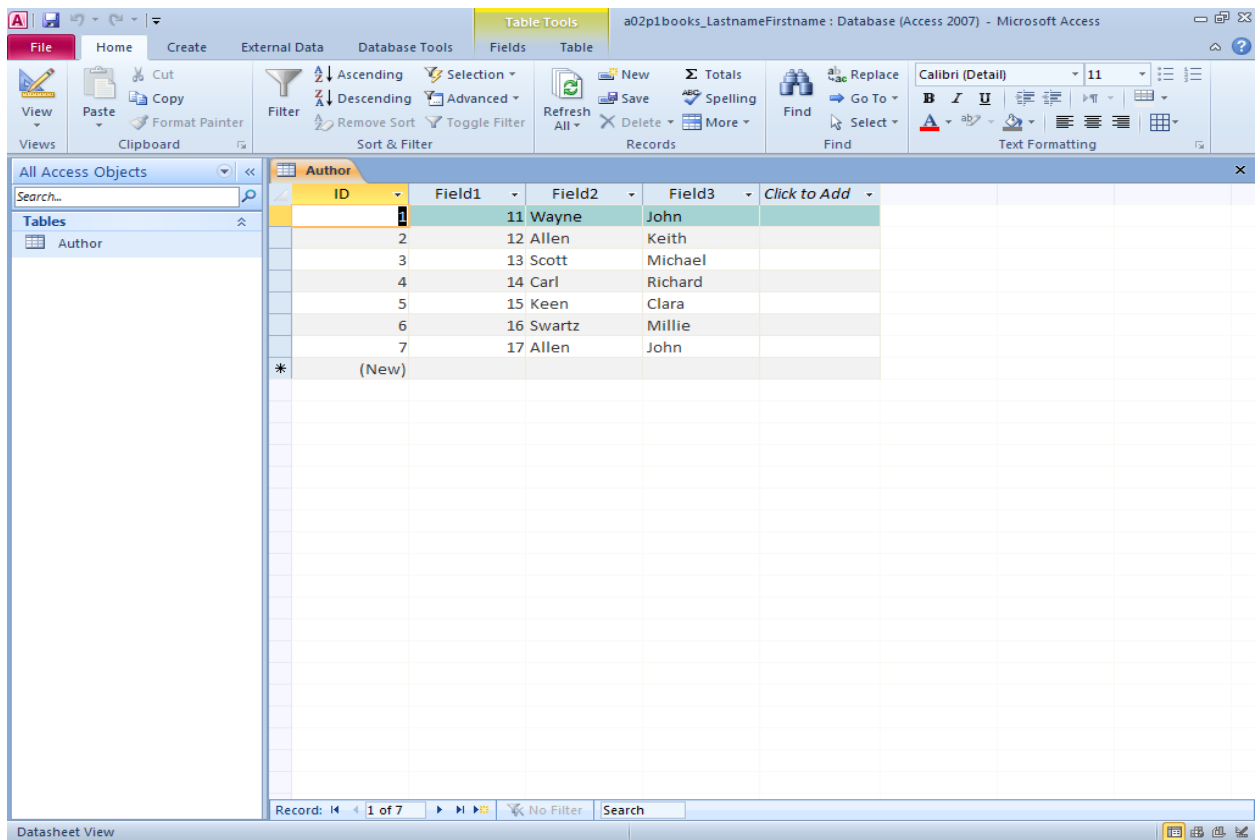 A
Table Tools a02p1books_LastnameFirstname : Database (Access 2007) - Microsoft Access
File Home Create External Data Database Tools Fields Table
View
Views
Paste
Cut
Copy
Format Painter
Clipboard
Filter
Ascending Selection
Descending Advanced
Remove Sort Toggle Filter
Sort & Filter
Refresh
All
New Totals
Save Spelling
Delete More
Records
Find
Replace
Go To
Select
Find
Calibri (Detail) 11
B I U
A ab
Text Formatting
All Access Objects
Search...
Tables
Author
Author
ID Field1 Field2 Field3 Click to Add
1 11 Wayne John
2 12 Allen Keith
3 13 Scott Michael
4 14 Carl Richard
5 15 Keen Clara
6 16 Swartz Millie
7 17 Allen John
(New)
Record: 1 of 7 No Filter Search
Datasheet View